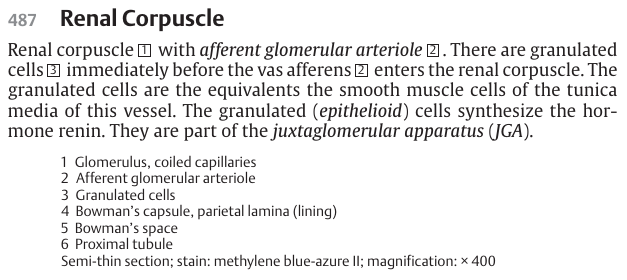 487 Renal Corpuscle
Renal corpuscle 1 with afferent glomerular arteriole 2. There are granulated
cells 3 immediately before the vas afferens 2 enters the renal corpuscle. The
granulated cells are the equivalents the smooth muscle cells of the tunica
media of this vessel. The granulated (epithelioid) cells synthesize the hor-
mone renin. They are part of the juxtaglomerular apparatus (JGA).
1 Glomerulus, coiled capillaries
2 Afferent glomerular arteriole
3 Granulated cells
4 Bowman's capsule, parietal lamina (lining)
5 Bowman's space
6 Proximal tubule
Semi-thin section; stain: methylene blue-azure II; magnification: × 400